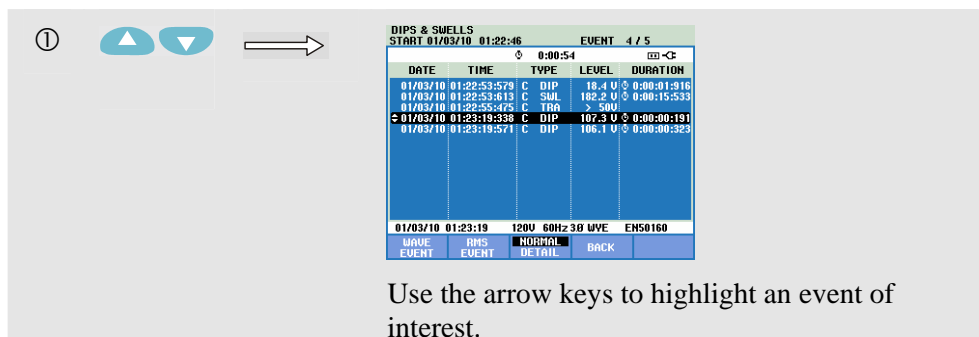 ①
DIPS & SWELLS
START 01/03/10 01:22:46 EVENT 4 / 5
0:00:54
DATE TIME TYPE LEVEL DURATION
01/03/10 01:22:53:579 C DIP 18.4 V 0:00:01:916
01/03/10 01:22:53:613 C SWL 182.2 V 0:00:15:533
01/03/10 01:22:55:475 C TRA > 50V
01/03/10 01:23:19:338 C DIP 107.3 V 0:00:00:191
01/03/10 01:23:19:571 C DIP 106.1 V 0:00:00:323
01/03/10 01:23:19 120V 60Hz 3Ø WYE EN50160
WAVE EVENT RMS EVENT NORMAL DETAIL BACK
Use the arrow keys to highlight an event of
interest.